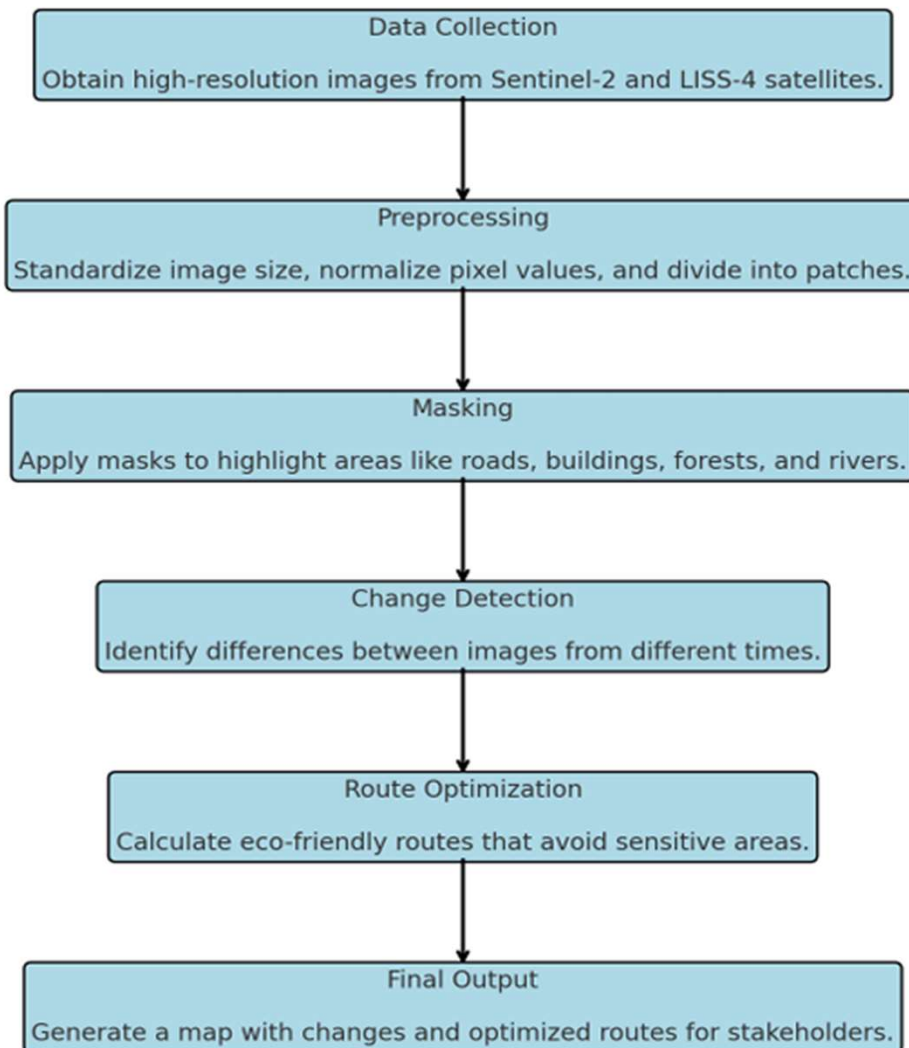 Data Collection
Obtain high-resolution images from Sentinel-2 and LISS-4 satellites.
Preprocessing
Standardize image size, normalize pixel values, and divide into patches.
Masking
Apply masks to highlight areas like roads, buildings, forests, and rivers.
Change Detection
Identify differences between images from different times.
Route Optimization
Calculate eco-friendly routes that avoid sensitive areas.
Final Output
Generate a map with changes and optimized routes for stakeholders.